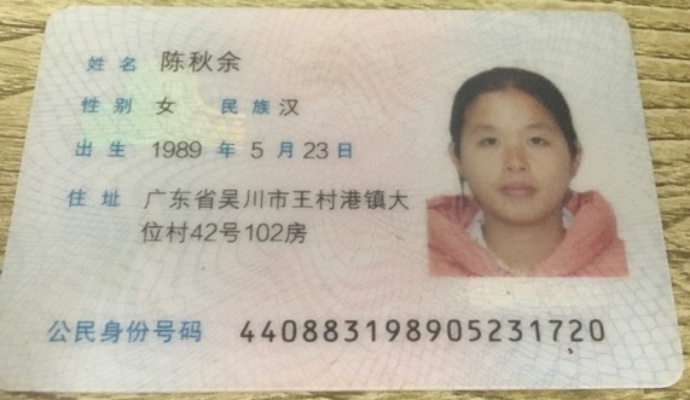 姓名 陈秋余
性别 女 民族 汉
出生 1989 年 5 月 23 日
住址 广东省吴川市王村港镇大
位村42号102房
公民身份号码 440883198905231720